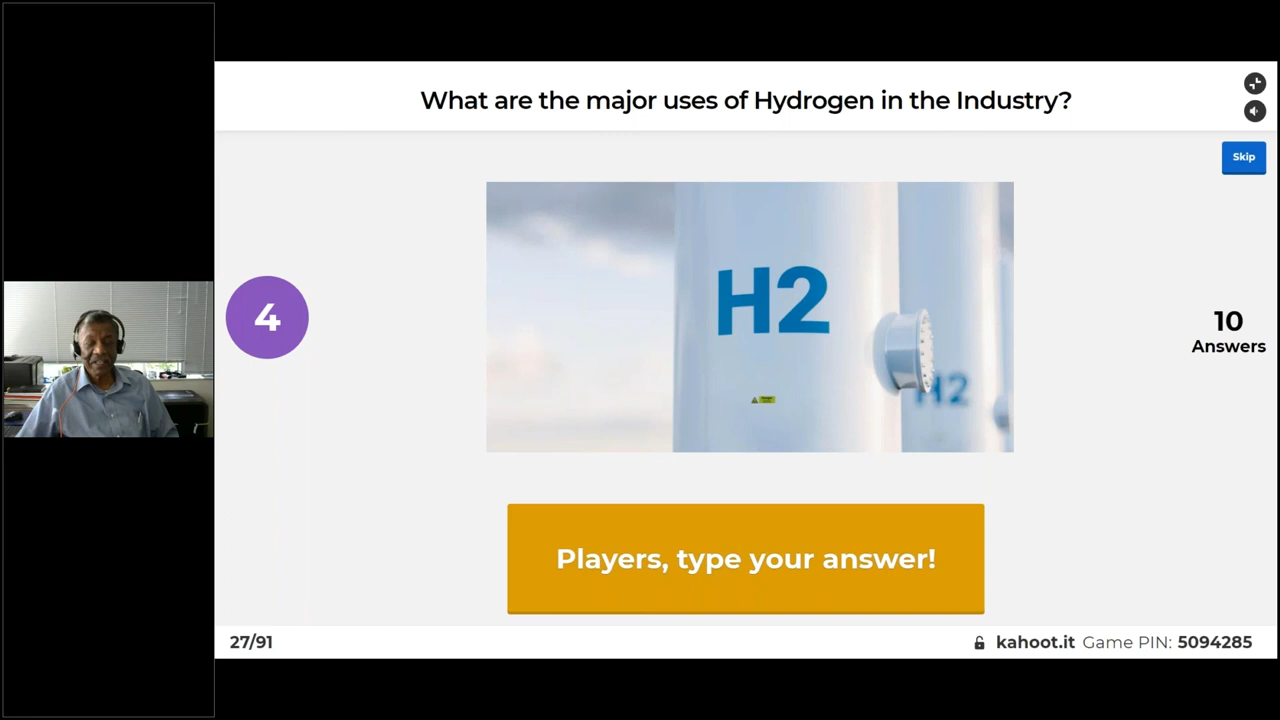 What are the major uses of Hydrogen in the Industry?
Skip
4
H2
H2
10
Answers
Players, type your answer!
27/91
kahoot.it Game PIN: 5094285